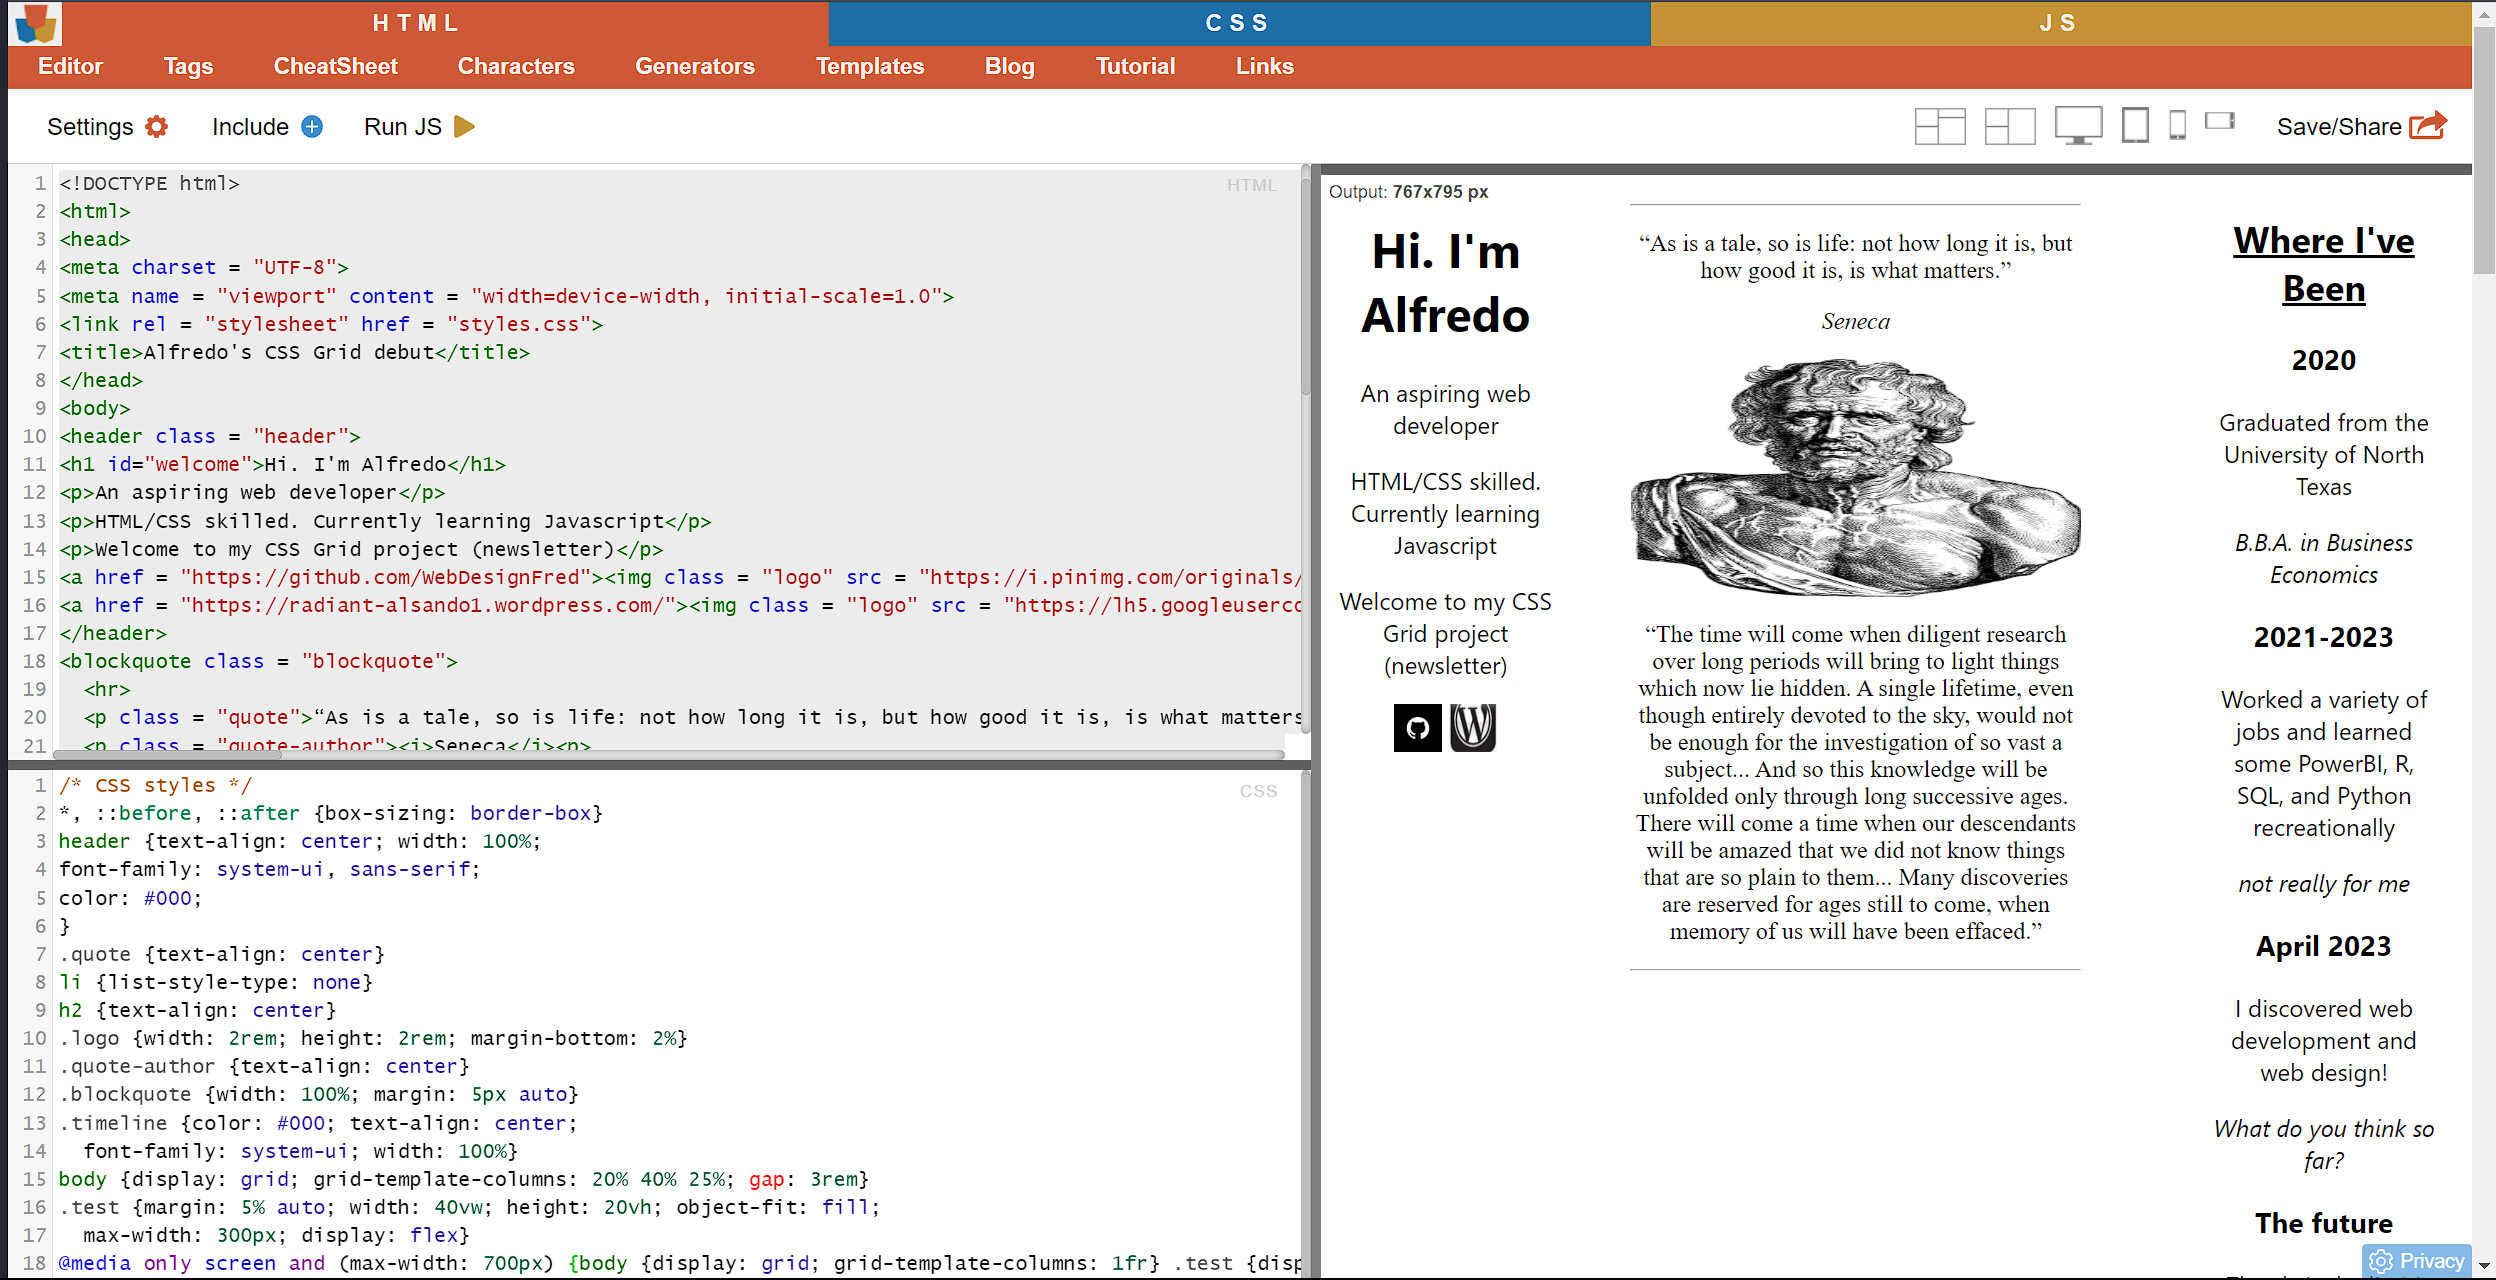 HTML
CSS
JS
Editor Tags CheatSheet Characters Generators Templates Blog Tutorial Links
Settings Include Run JS Save/Share
HTML
1 <!DOCTYPE html>
2 <html>
3 <head>
4 <meta charset = "UTF-8">
5 <meta name = "viewport" content = "width=device-width, initial-scale=1.0">
6 <link rel = "stylesheet" href = "styles.css">
7 <title>Alfredo's CSS Grid debut</title>
8 </head>
9 <body>
10 <header class = "header">
11 <h1 id="welcome">Hi. I'm Alfredo</h1>
12 <p>An aspiring web developer</p>
13 <p>HTML/CSS skilled. Currently learning Javascript</p>
14 <p>Welcome to my CSS Grid project (newsletter)</p>
15 <a href = "https://github.com/WebDesignFred"><img class = "logo" src = "https://i.pinimg.com/originals/
16 <a href = "https://radiant-alsando1.wordpress.com/"><img class = "logo" src = "https://lh5.googleuserco
17 </header>
18 <blockquote class = "blockquote">
19 <hr>
20 <p class = "quote">“As is a tale, so is life: not how long it is, but how good it is, is what matters
21 <p class = "quote-author"><i>Seneca</i><p>
CSS
1 /* CSS styles */
2 *, ::before, ::after {box-sizing: border-box}
3 header {text-align: center; width: 100%;
4 font-family: system-ui, sans-serif;
5 color: #000;
6 }
7 .quote {text-align: center}
8 li {list-style-type: none}
9 h2 {text-align: center}
10 .logo {width: 2rem; height: 2rem; margin-bottom: 2%}
11 .quote-author {text-align: center}
12 .blockquote {width: 100%; margin: 5px auto}
13 .timeline {color: #000; text-align: center;
14 font-family: system-ui; width: 100%}
15 body {display: grid; grid-template-columns: 20% 40% 25%; gap: 3rem}
16 .test {margin: 5% auto; width: 40vw; height: 20vh; object-fit: fill;
17 max-width: 300px; display: flex}
18 @media only screen and (max-width: 700px) {body {display: grid; grid-template-columns: 1fr} .test {disp
Output: 767x795 px
Hi. I'm
Alfredo
An aspiring web
developer
HTML/CSS skilled.
Currently learning
Javascript
Welcome to my CSS
Grid project
(newsletter)
“As is a tale, so is life: not how long it is, but
how good it is, is what matters.”
Seneca
“The time will come when diligent research
over long periods will bring to light things
which now lie hidden. A single lifetime, even
though entirely devoted to the sky, would not
be enough for the investigation of so vast a
subject... And so this knowledge will be
unfolded only through long successive ages.
There will come a time when our descendants
will be amazed that we did not know things
that are so plain to them... Many discoveries
are reserved for ages still to come, when
memory of us will have been effaced.”
Where I've
Been
2020
Graduated from the
University of North
Texas
B.B.A. in Business
Economics
2021-2023
Worked a variety of
jobs and learned
some PowerBI, R,
SQL, and Python
recreationally
not really for me
April 2023
I discovered web
development and
web design!
What do you think so
far?
The future
Privacy